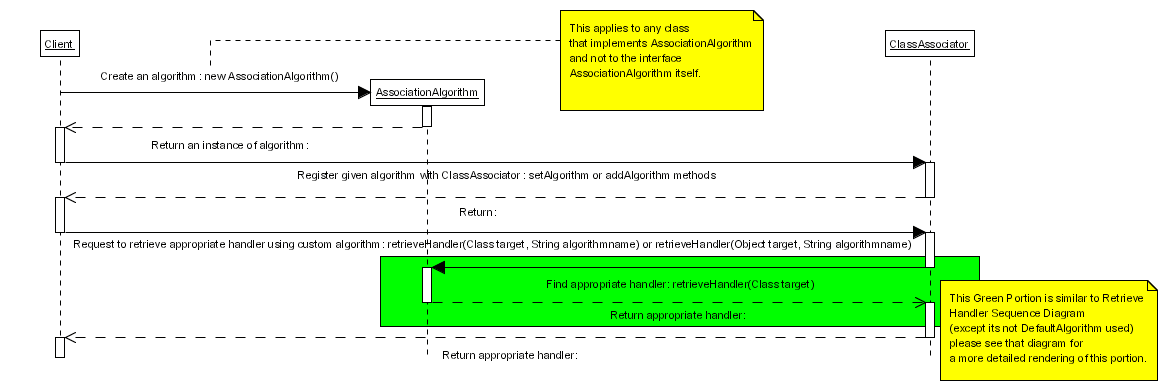 Client
This applies to any class
that implements AssociationAlgorithm
and not to the interface
AssociationAlgorithm itself.
ClassAssociator
Create an algorithm : new AssociationAlgorithm()
AssociationAlgorithm
Return an instance of algorithm :
Register given algorithm with ClassAssociator : setAlgorithm or addAlgorithm methods
Return :
Request to retrieve appropriate handler using custom algorithm : retrieveHandler(Class target, String algorithmname) or retrieveHandler(Object target, String algorithmname)
Find appropriate handler : retrieveHandler(Class target)
Return appropriate handler :
This Green Portion is similar to Retrieve
Handler Sequence Diagram
(except its not DefaultAlgorithm used)
please see that diagram for
a more detailed rendering of this portion.
Return appropriate handler :